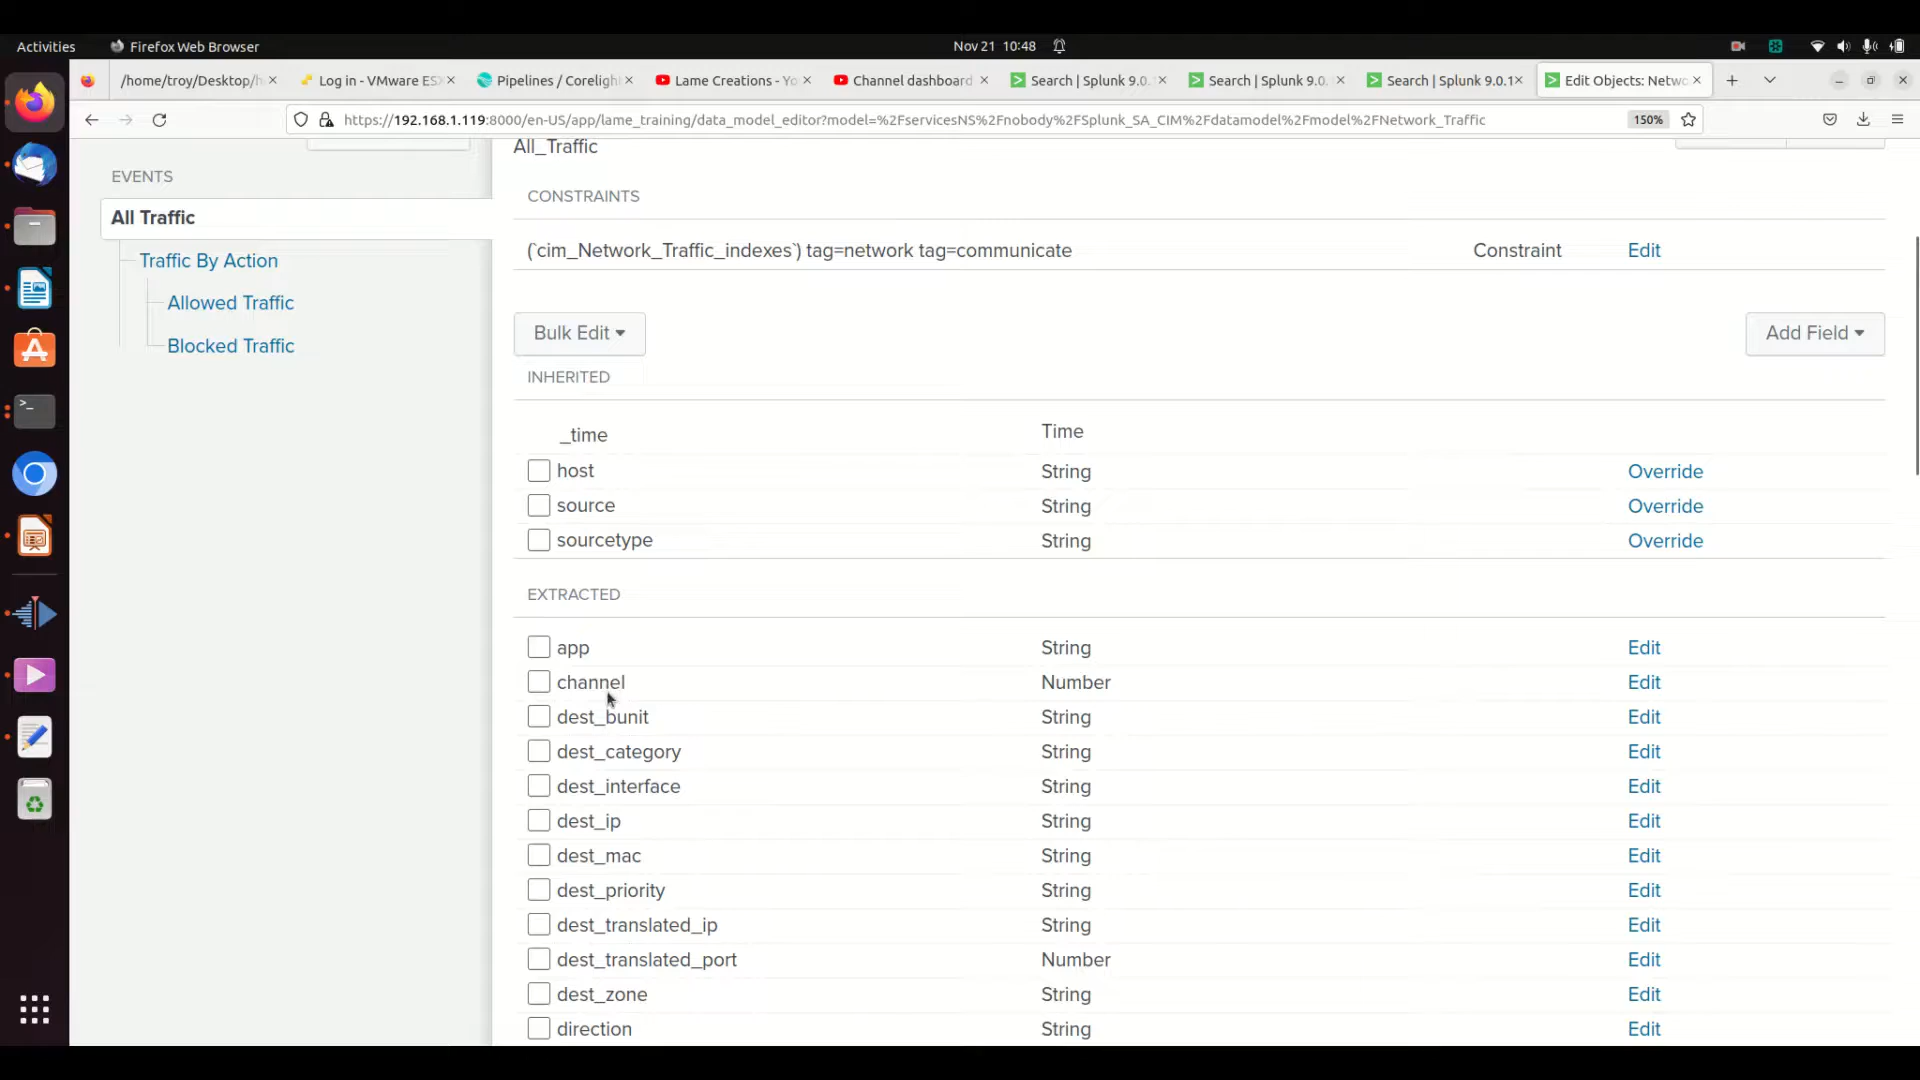 Activities
Firefox Web Browser
Nov 21 10:48
/home/troy/Desktop/h
Log in - VMware ESX
Pipelines / Corelight
Lame Creations - Yo
Channel dashboard
Search | Splunk 9.0.
Search | Splunk 9.0.
Search | Splunk 9.0.1
Edit Objects: Netwo
https://192.168.1.119:8000/en-US/app/lame_training/data_model_editor?model=%2FservicesNS%2Fnobody%2FSplunk_SA_CIM%2Fdatamodel%2Fmodel%2FNetwork_Traffic
150%
EVENTS
All Traffic
Traffic By Action
Allowed Traffic
Blocked Traffic
All_Traffic
CONSTRAINTS
(`cim_Network_Traffic_indexes`) tag=network tag=communicate Constraint Edit
Bulk Edit
Add Field
INHERITED
_time Time
host String Override
source String Override
sourcetype String Override
EXTRACTED
app String Edit
channel Number Edit
dest_bunit String Edit
dest_category String Edit
dest_interface String Edit
dest_ip String Edit
dest_mac String Edit
dest_priority String Edit
dest_translated_ip String Edit
dest_translated_port Number Edit
dest_zone String Edit
direction String Edit